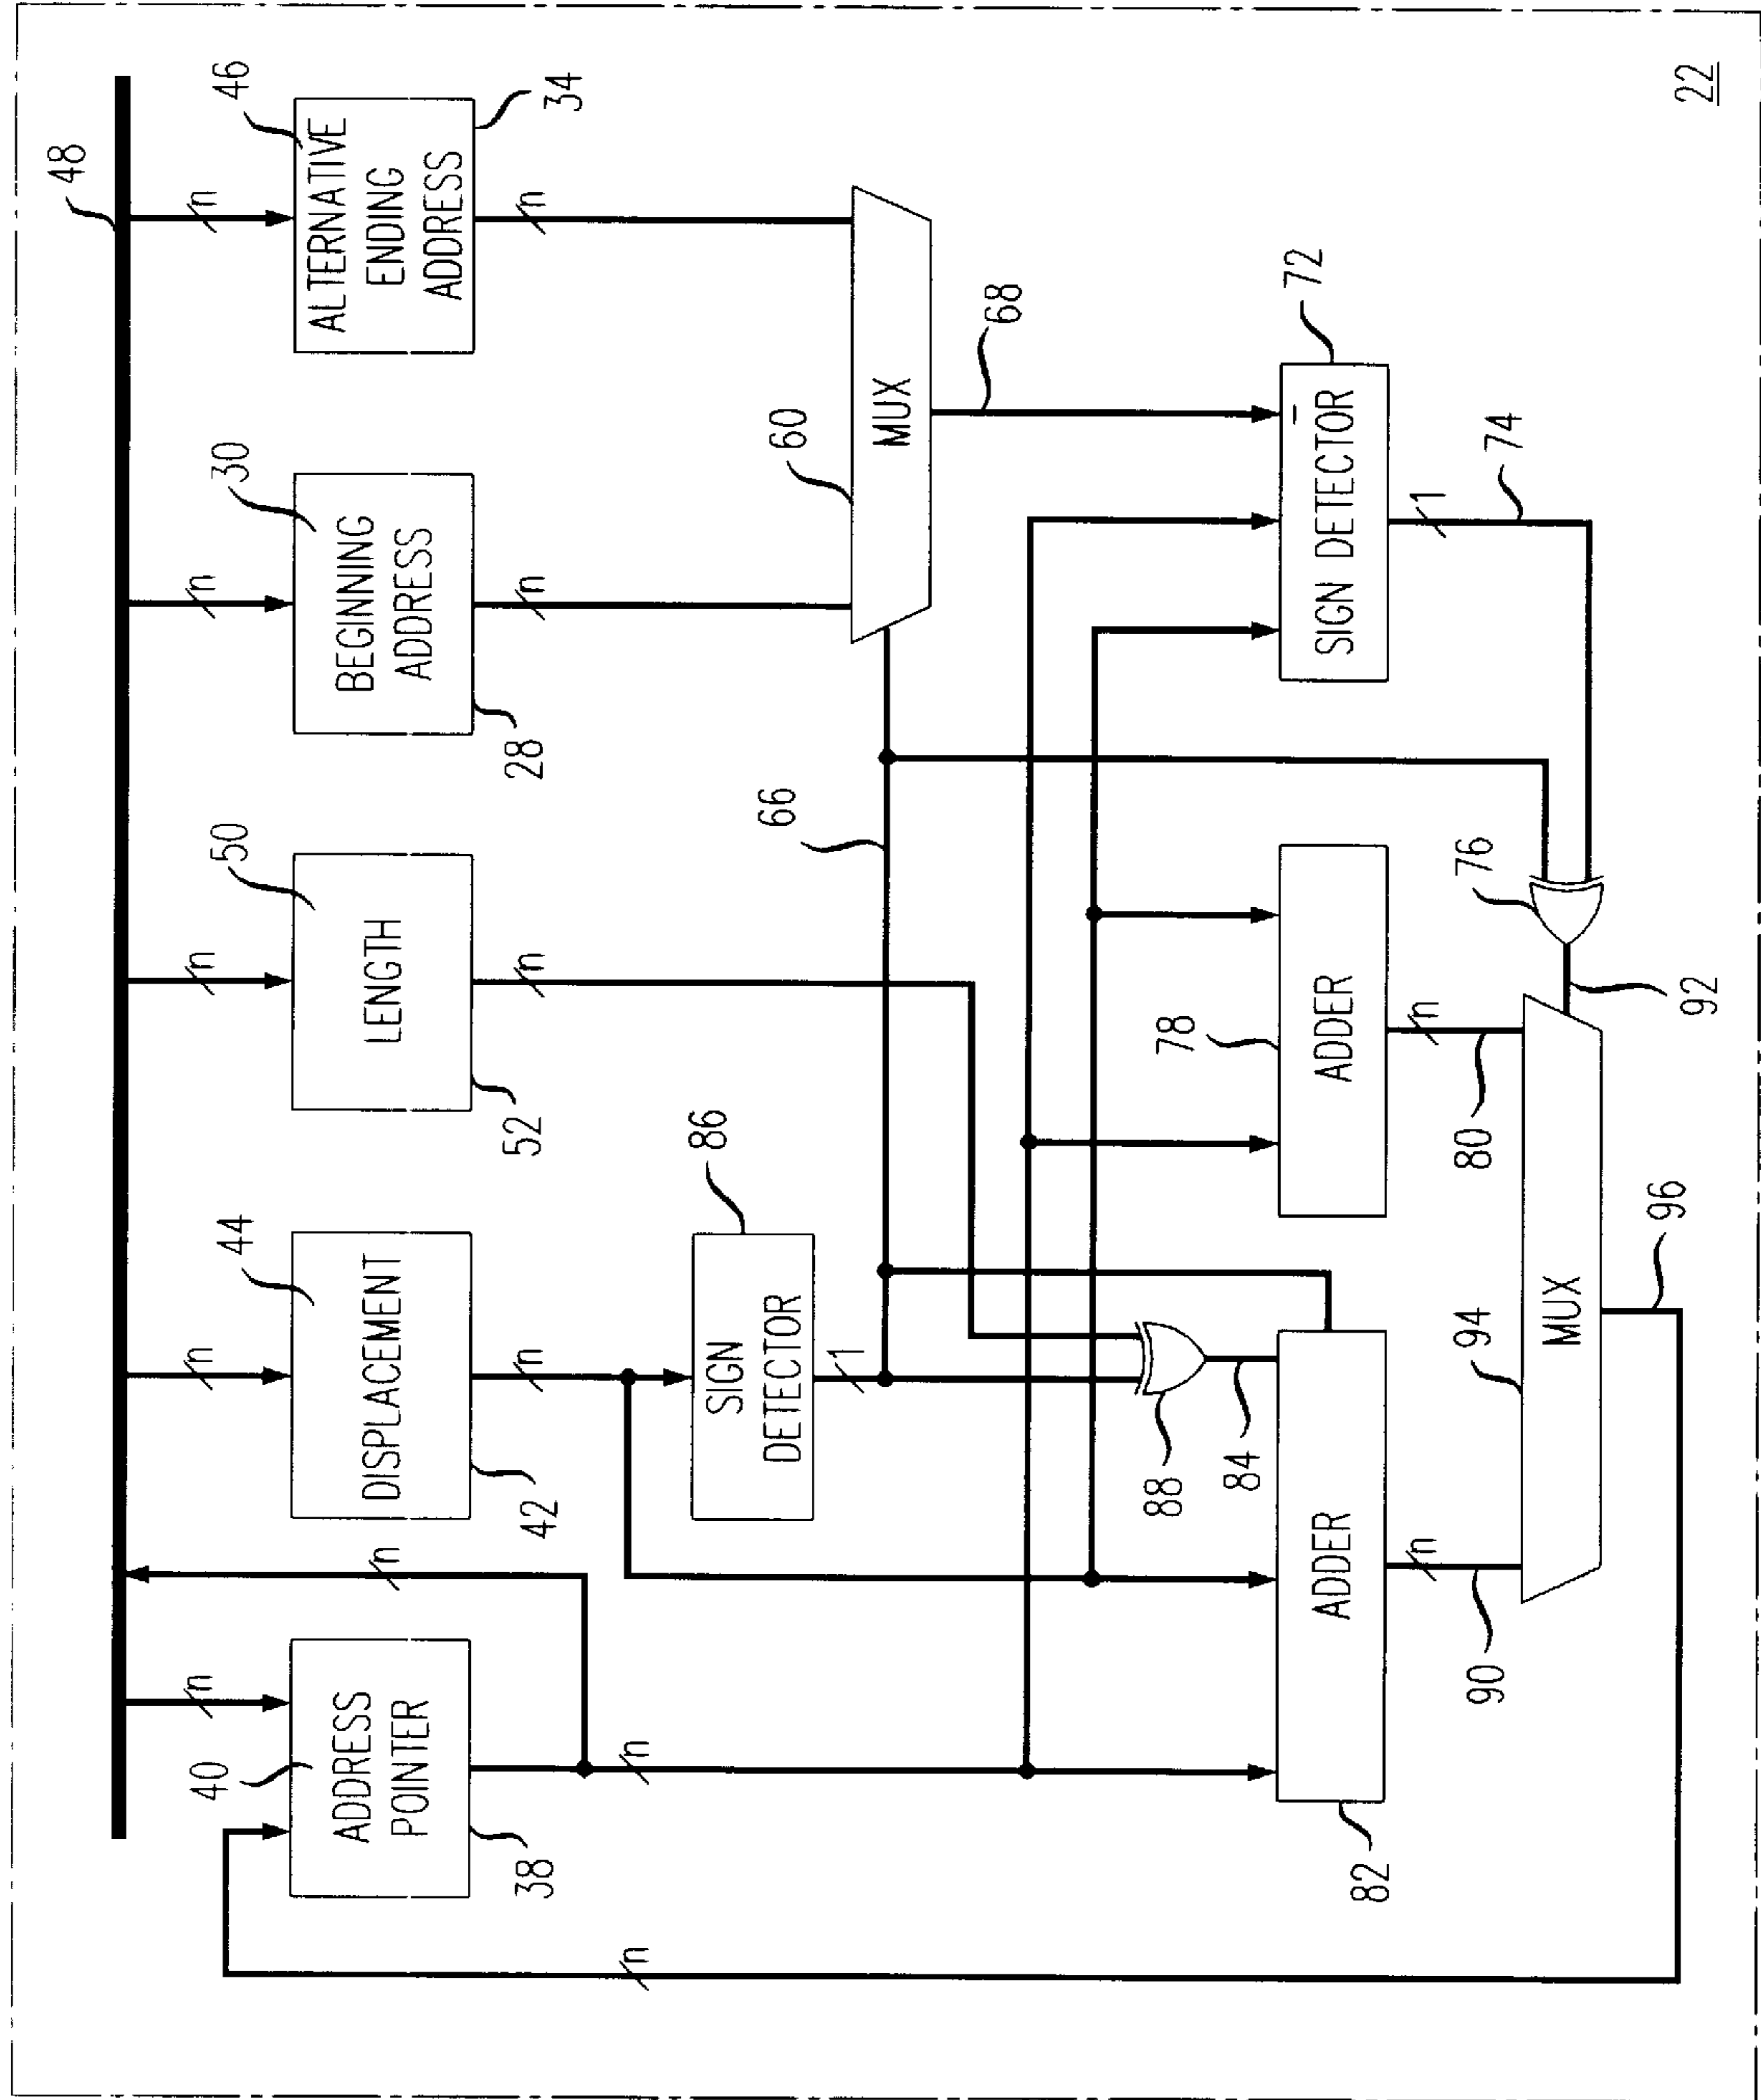 48
n
n
n
n
n
n
40
ADDRESS
POINTER
38
44
DISPLACEMENT
42
50
LENGTH
52
30
BEGINNING
ADDRESS
28
46
ALTERNATIVE
ENDING
ADDRESS
34
n
n
n
n
n
n
86
SIGN
DETECTOR
1
66
60
MUX
68
88
84
82
ADDER
78
ADDER
72
SIGN DETECTOR
1
74
n
90
n
80
76
92
94
MUX
96
22